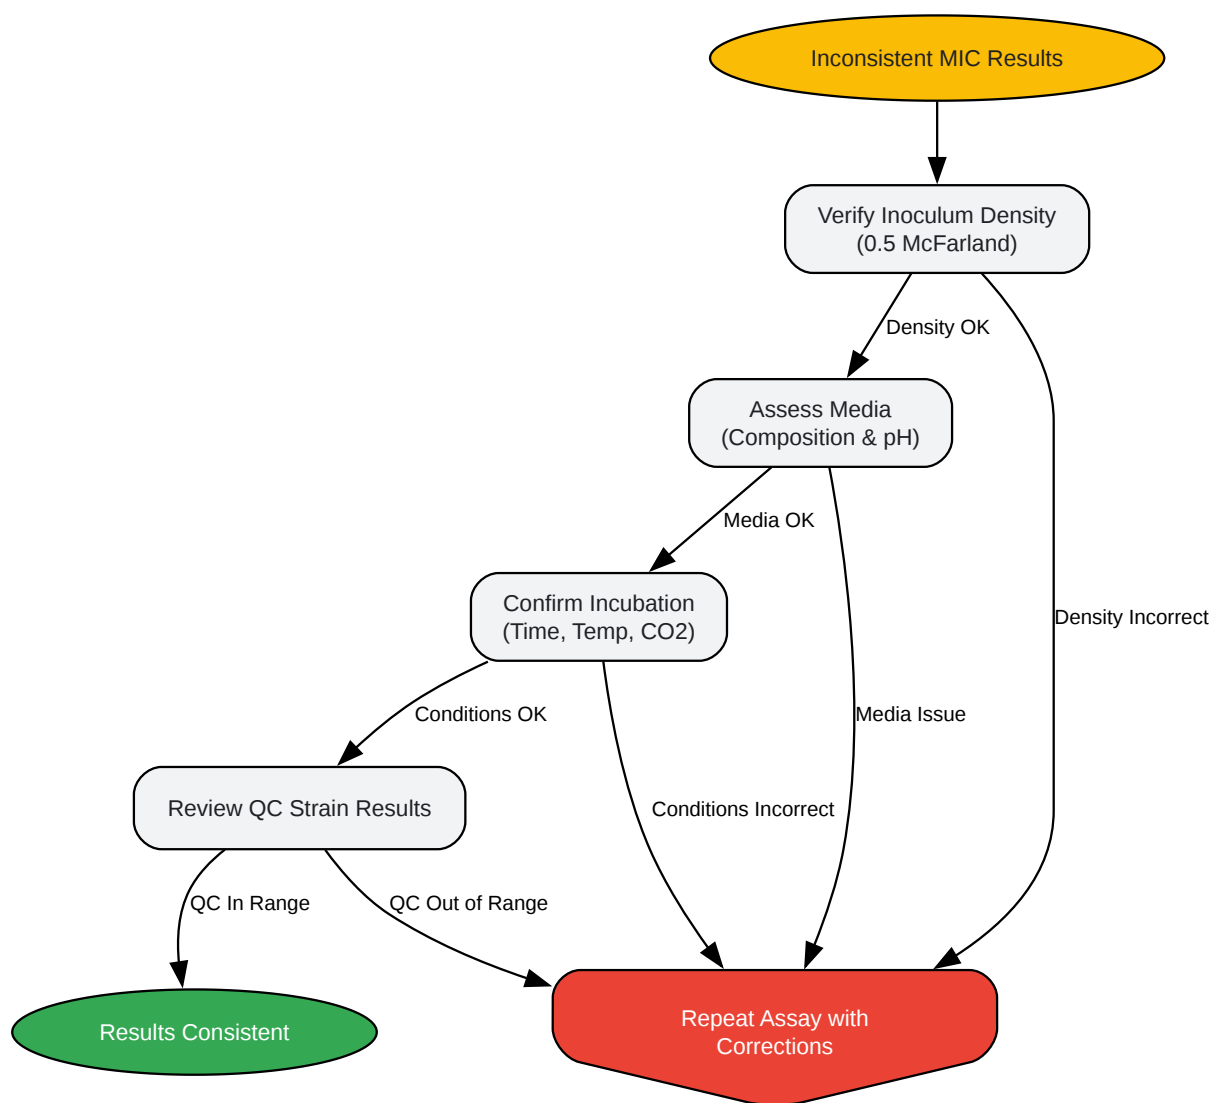 Inconsistent MIC Results
Verify Inoculum Density
(0.5 McFarland)
Density OK
Assess Media
(Composition & pH)
Media OK
Confirm Incubation
(Time, Temp, CO2)
Density Incorrect
Conditions OK
Media Issue
Review QC Strain Results
Conditions Incorrect
QC In Range
QC Out of Range
Results Consistent
Repeat Assay with
Corrections